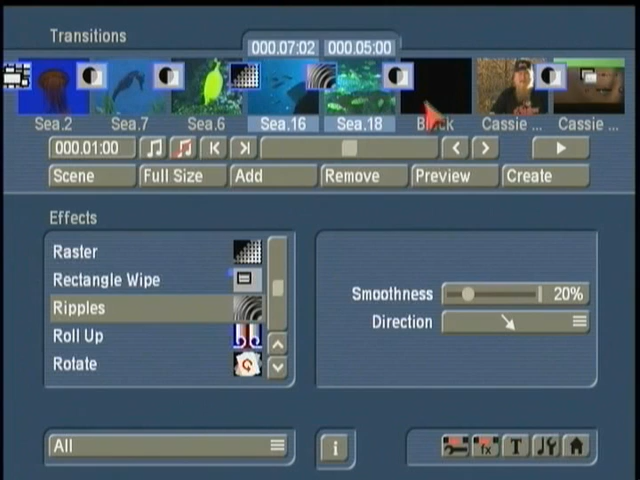 Transitions
000.07:02 000.05:00
Sea.2 Sea.7 Sea.6 Sea.16 Sea.18 Black Cassie ... Cassie ...
000.01:00
Scene Full Size Add Remove Preview Create
Effects
Raster
Rectangle Wipe
Ripples
Roll Up
Rotate
Smoothness 20%
Direction
All i fx T